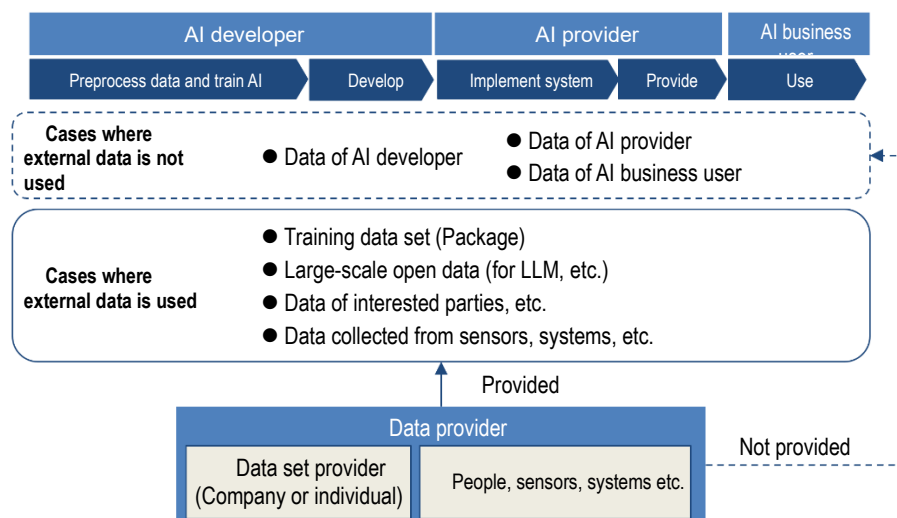 AI developer
AI provider
AI business
user
Preprocess data and train AI
Develop
Implement system
Provide
Use
Cases where
external data is not
used
● Data of AI developer
● Data of AI provider
● Data of AI business user
Cases where
external data is used
● Training data set (Package)
● Large-scale open data (for LLM, etc.)
● Data of interested parties, etc.
● Data collected from sensors, systems, etc.
Provided
Data provider
Data set provider
(Company or individual)
People, sensors, systems etc.
Not provided